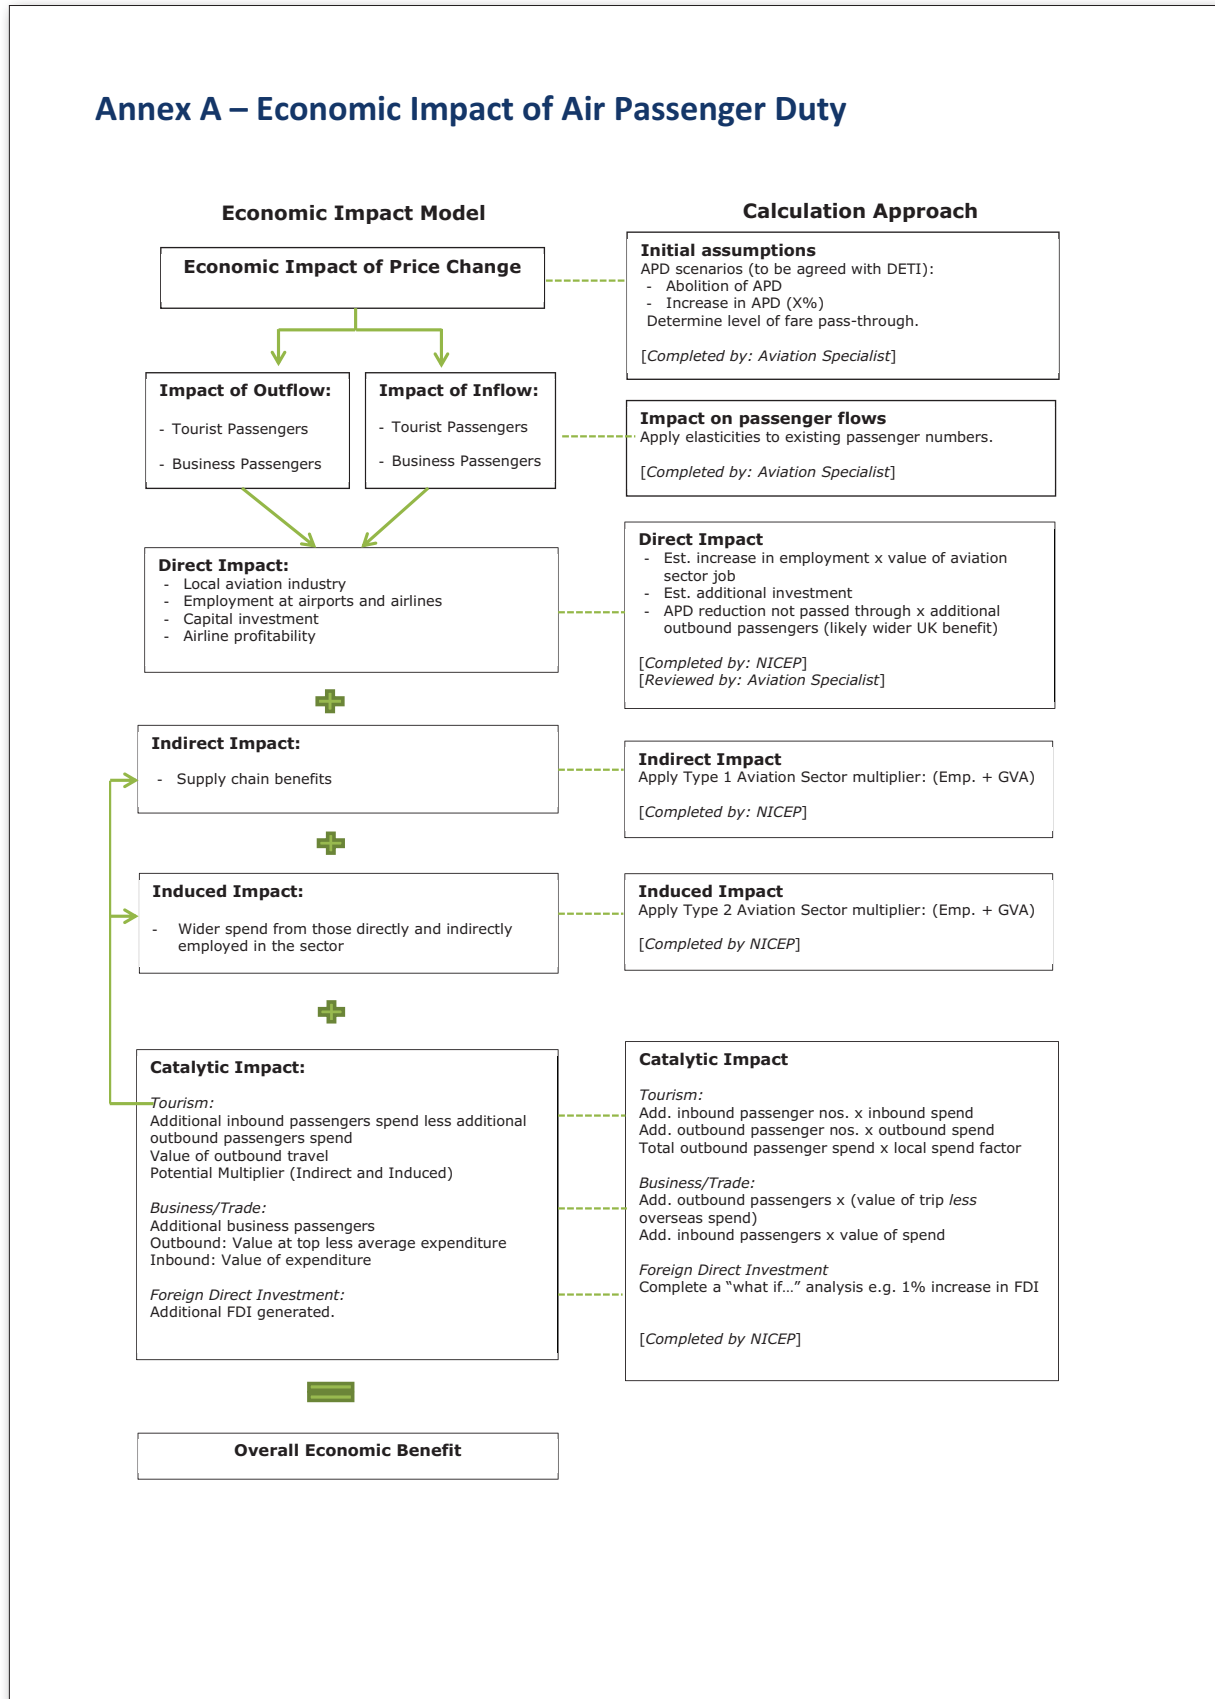 Annex A – Economic Impact of Air Passenger Duty
Economic Impact Model
Calculation Approach
Economic Impact of Price Change
Initial assumptions
APD scenarios (to be agreed with DETI):
- Abolition of APD
- Increase in APD (X%)
Determine level of fare pass-through.
[Completed by: Aviation Specialist]
Impact of Outflow:
- Tourist Passengers
- Business Passengers
Impact of Inflow:
- Tourist Passengers
- Business Passengers
Impact on passenger flows
Apply elasticities to existing passenger numbers.
[Completed by: Aviation Specialist]
Direct Impact:
- Local aviation industry
- Employment at airports and airlines
- Capital investment
- Airline profitability
Direct Impact
- Est. increase in employment x value of aviation
sector job
- Est. additional investment
- APD reduction not passed through x additional
outbound passengers (likely wider UK benefit)
[Completed by: NICEP]
[Reviewed by: Aviation Specialist]
Indirect Impact:
- Supply chain benefits
Indirect Impact
Apply Type 1 Aviation Sector multiplier: (Emp. + GVA)
[Completed by: NICEP]
Induced Impact:
- Wider spend from those directly and indirectly
employed in the sector
Induced Impact
Apply Type 2 Aviation Sector multiplier: (Emp. + GVA)
[Completed by NICEP]
Catalytic Impact:
Tourism:
Additional inbound passengers spend less additional
outbound passengers spend
Value of outbound travel
Potential Multiplier (Indirect and Induced)
Business/Trade:
Additional business passengers
Outbound: Value at top less average expenditure
Inbound: Value of expenditure
Foreign Direct Investment:
Additional FDI generated.
Catalytic Impact
Tourism:
Add. inbound passenger nos. x inbound spend
Add. outbound passenger nos. x outbound spend
Total outbound passenger spend x local spend factor
Business/Trade:
Add. outbound passengers x (value of trip less
overseas spend)
Add. inbound passengers x value of spend
Foreign Direct Investment
Complete a “what if…” analysis e.g. 1% increase in FDI
[Completed by NICEP]
Overall Economic Benefit